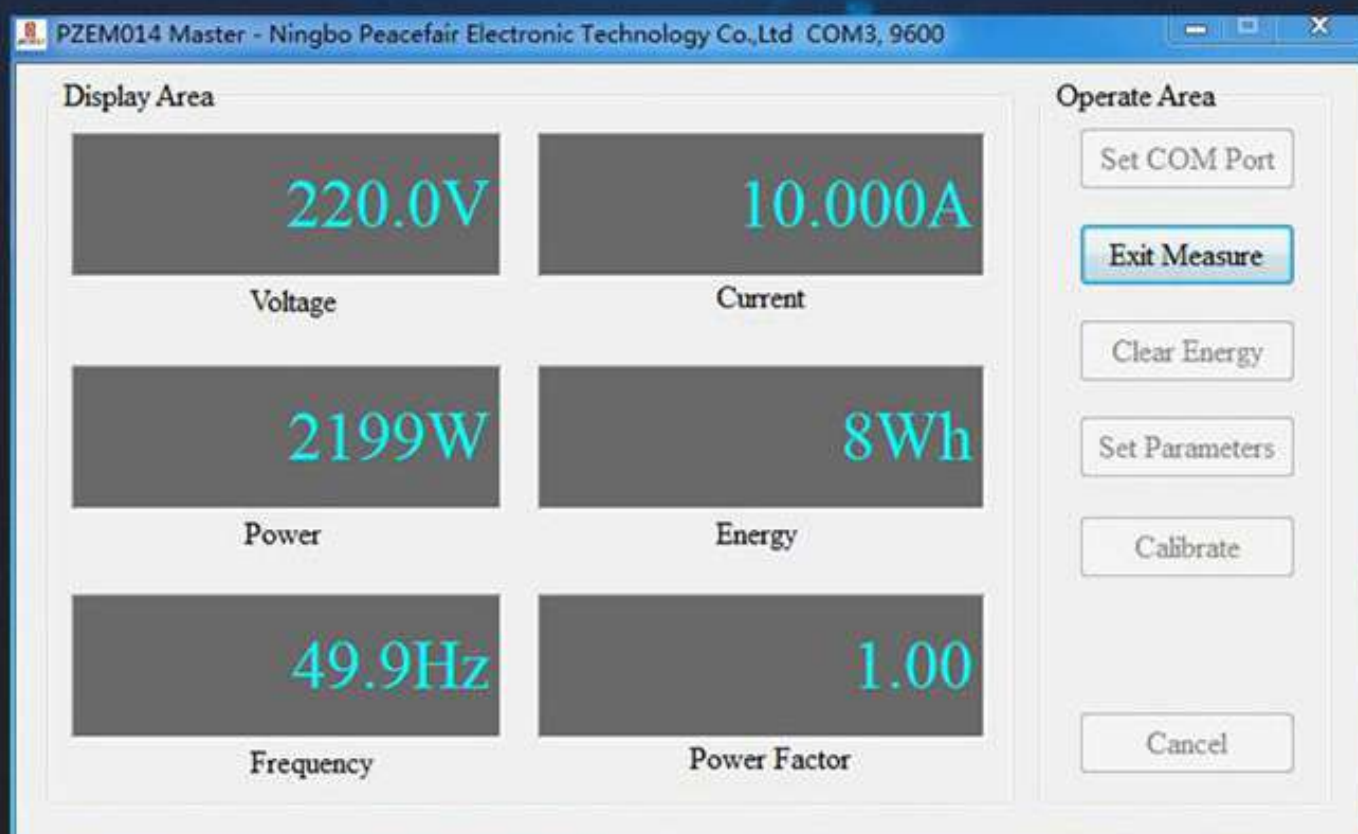 PZEM014 Master - Ningbo Peacefair Electronic Technology Co.,Ltd COM3, 9600
Display Area
220.0V
Voltage
10.000A
Current
2199W
Power
8Wh
Energy
49.9Hz
Frequency
1.00
Power Factor
Operate Area
Set COM Port
Exit Measure
Clear Energy
Set Parameters
Calibrate
Cancel